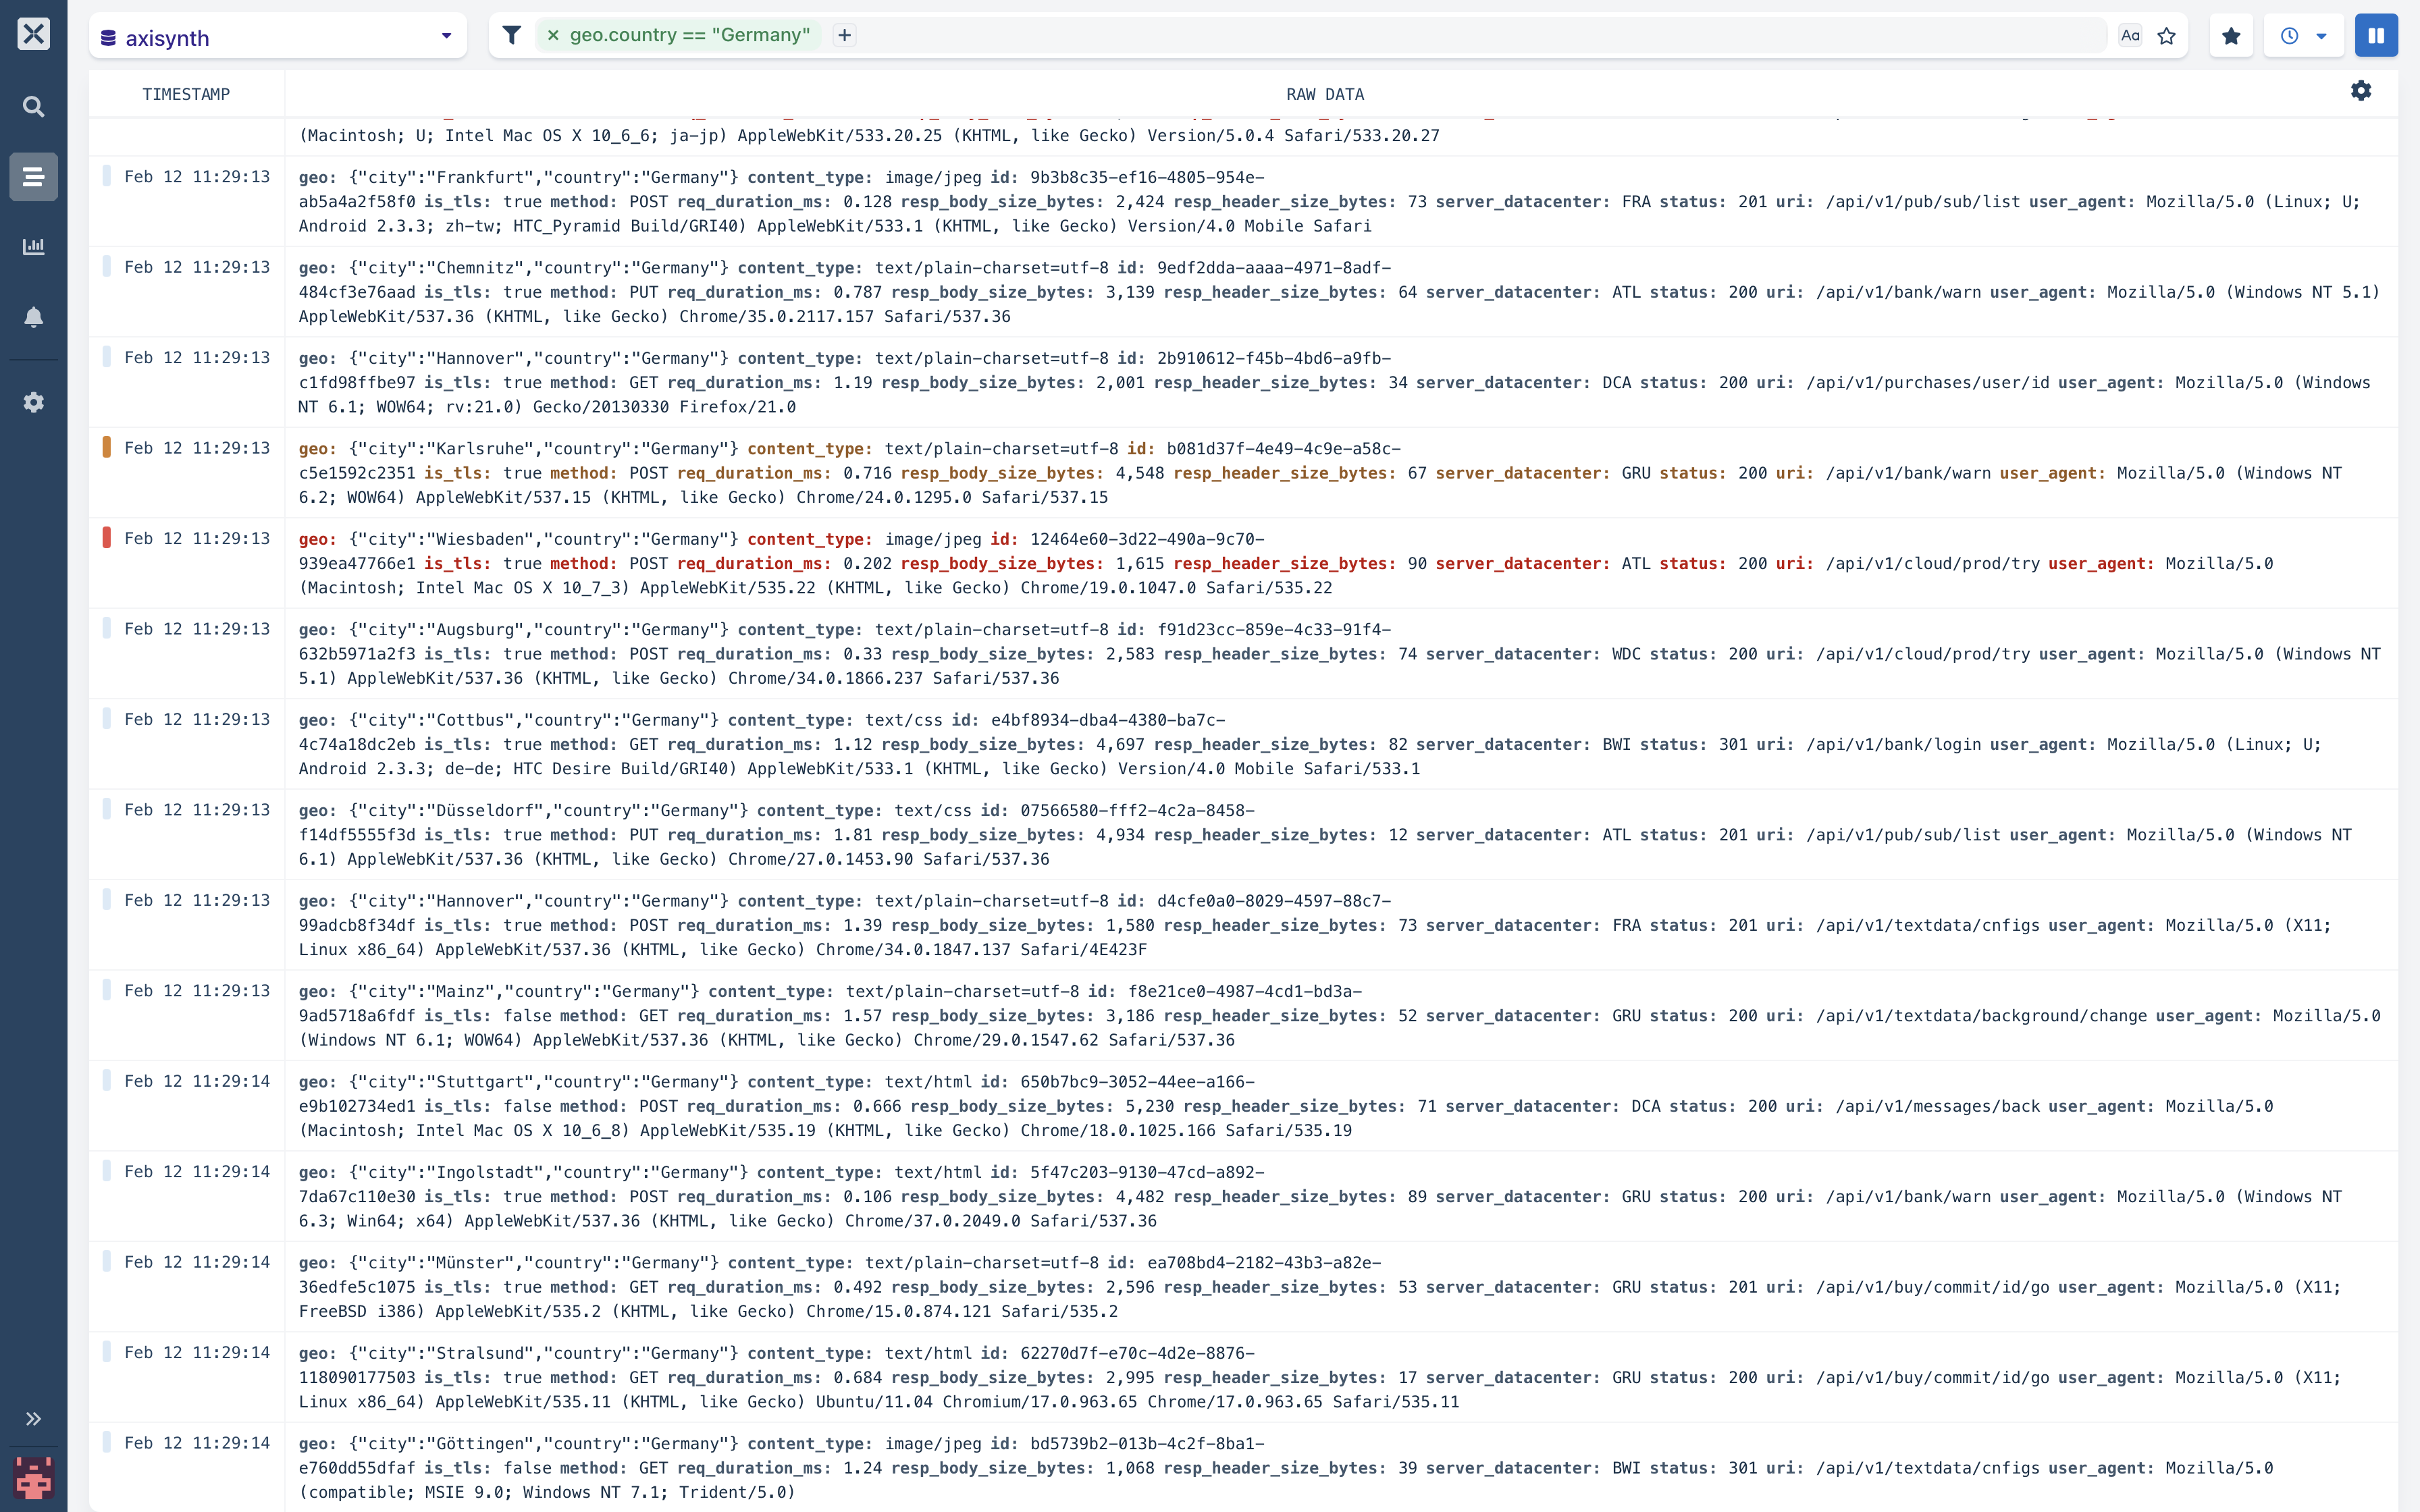 axisynth
× geo.country == "Germany" +
Aa
TIMESTAMP
RAW DATA
(Macintosh; U; Intel Mac OS X 10_6_6; ja-jp) AppleWebKit/533.20.25 (KHTML, like Gecko) Version/5.0.4 Safari/533.20.27
Feb 12 11:29:13 geo: {"city":"Frankfurt","country":"Germany"} content_type: image/jpeg id: 9b3b8c35-ef16-4805-954e-
ab5a4a2f58f0 is_tls: true method: POST req_duration_ms: 0.128 resp_body_size_bytes: 2,424 resp_header_size_bytes: 73 server_datacenter: FRA status: 201 uri: /api/v1/pub/sub/list user_agent: Mozilla/5.0 (Linux; U;
Android 2.3.3; zh-tw; HTC_Pyramid Build/GRI40) AppleWebKit/533.1 (KHTML, like Gecko) Version/4.0 Mobile Safari
Feb 12 11:29:13 geo: {"city":"Chemnitz","country":"Germany"} content_type: text/plain-charset=utf-8 id: 9edf2dda-aaaa-4971-8adf-
484cf3e76aad is_tls: true method: PUT req_duration_ms: 0.787 resp_body_size_bytes: 3,139 resp_header_size_bytes: 64 server_datacenter: ATL status: 200 uri: /api/v1/bank/warn user_agent: Mozilla/5.0 (Windows NT 5.1)
AppleWebKit/537.36 (KHTML, like Gecko) Chrome/35.0.2117.157 Safari/537.36
Feb 12 11:29:13 geo: {"city":"Hannover","country":"Germany"} content_type: text/plain-charset=utf-8 id: 2b910612-f45b-4bd6-a9fb-
c1fd98ffbe97 is_tls: true method: GET req_duration_ms: 1.19 resp_body_size_bytes: 2,001 resp_header_size_bytes: 34 server_datacenter: DCA status: 200 uri: /api/v1/purchases/user/id user_agent: Mozilla/5.0 (Windows
NT 6.1; WOW64; rv:21.0) Gecko/20130330 Firefox/21.0
Feb 12 11:29:13 geo: {"city":"Karlsruhe","country":"Germany"} content_type: text/plain-charset=utf-8 id: b081d37f-4e49-4c9e-a58c-
c5e1592c2351 is_tls: true method: POST req_duration_ms: 0.716 resp_body_size_bytes: 4,548 resp_header_size_bytes: 67 server_datacenter: GRU status: 200 uri: /api/v1/bank/warn user_agent: Mozilla/5.0 (Windows NT
6.2; WOW64) AppleWebKit/537.15 (KHTML, like Gecko) Chrome/24.0.1295.0 Safari/537.15
Feb 12 11:29:13 geo: {"city":"Wiesbaden","country":"Germany"} content_type: image/jpeg id: 12464e60-3d22-490a-9c70-
939ea47766e1 is_tls: true method: POST req_duration_ms: 0.202 resp_body_size_bytes: 1,615 resp_header_size_bytes: 90 server_datacenter: ATL status: 200 uri: /api/v1/cloud/prod/try user_agent: Mozilla/5.0
(Macintosh; Intel Mac OS X 10_7_3) AppleWebKit/535.22 (KHTML, like Gecko) Chrome/19.0.1047.0 Safari/535.22
Feb 12 11:29:13 geo: {"city":"Augsburg","country":"Germany"} content_type: text/plain-charset=utf-8 id: f91d23cc-859e-4c33-91f4-
632b5971a2f3 is_tls: true method: POST req_duration_ms: 0.33 resp_body_size_bytes: 2,583 resp_header_size_bytes: 74 server_datacenter: WDC status: 200 uri: /api/v1/cloud/prod/try user_agent: Mozilla/5.0 (Windows NT
5.1) AppleWebKit/537.36 (KHTML, like Gecko) Chrome/34.0.1866.237 Safari/537.36
Feb 12 11:29:13 geo: {"city":"Cottbus","country":"Germany"} content_type: text/css id: e4bf8934-dba4-4380-ba7c-
4c74a18dc2eb is_tls: true method: GET req_duration_ms: 1.12 resp_body_size_bytes: 4,697 resp_header_size_bytes: 82 server_datacenter: BWI status: 301 uri: /api/v1/bank/login user_agent: Mozilla/5.0 (Linux; U;
Android 2.3.3; de-de; HTC Desire Build/GRI40) AppleWebKit/533.1 (KHTML, like Gecko) Version/4.0 Mobile Safari/533.1
Feb 12 11:29:13 geo: {"city":"Düsseldorf","country":"Germany"} content_type: text/css id: 07566580-fff2-4c2a-8458-
f14df5555f3d is_tls: true method: PUT req_duration_ms: 1.81 resp_body_size_bytes: 4,934 resp_header_size_bytes: 12 server_datacenter: ATL status: 201 uri: /api/v1/pub/sub/list user_agent: Mozilla/5.0 (Windows NT
6.1) AppleWebKit/537.36 (KHTML, like Gecko) Chrome/27.0.1453.90 Safari/537.36
Feb 12 11:29:13 geo: {"city":"Hannover","country":"Germany"} content_type: text/plain-charset=utf-8 id: d4cfe0a0-8029-4597-88c7-
99adcb8f34df is_tls: true method: POST req_duration_ms: 1.39 resp_body_size_bytes: 1,580 resp_header_size_bytes: 73 server_datacenter: FRA status: 201 uri: /api/v1/textdata/cnfigs user_agent: Mozilla/5.0 (X11;
Linux x86_64) AppleWebKit/537.36 (KHTML, like Gecko) Chrome/34.0.1847.137 Safari/4E423F
Feb 12 11:29:13 geo: {"city":"Mainz","country":"Germany"} content_type: text/plain-charset=utf-8 id: f8e21ce0-4987-4cd1-bd3a-
9ad5718a6fdf is_tls: false method: GET req_duration_ms: 1.57 resp_body_size_bytes: 3,186 resp_header_size_bytes: 52 server_datacenter: GRU status: 200 uri: /api/v1/textdata/background/change user_agent: Mozilla/5.0
(Windows NT 6.1; WOW64) AppleWebKit/537.36 (KHTML, like Gecko) Chrome/29.0.1547.62 Safari/537.36
Feb 12 11:29:14 geo: {"city":"Stuttgart","country":"Germany"} content_type: text/html id: 650b7bc9-3052-44ee-a166-
e9b102734ed1 is_tls: false method: POST req_duration_ms: 0.666 resp_body_size_bytes: 5,230 resp_header_size_bytes: 71 server_datacenter: DCA status: 200 uri: /api/v1/messages/back user_agent: Mozilla/5.0
(Macintosh; Intel Mac OS X 10_6_8) AppleWebKit/535.19 (KHTML, like Gecko) Chrome/18.0.1025.166 Safari/535.19
Feb 12 11:29:14 geo: {"city":"Ingolstadt","country":"Germany"} content_type: text/html id: 5f47c203-9130-47cd-a892-
7da67c110e30 is_tls: true method: POST req_duration_ms: 0.106 resp_body_size_bytes: 4,482 resp_header_size_bytes: 89 server_datacenter: GRU status: 200 uri: /api/v1/bank/warn user_agent: Mozilla/5.0 (Windows NT
6.3; Win64; x64) AppleWebKit/537.36 (KHTML, like Gecko) Chrome/37.0.2049.0 Safari/537.36
Feb 12 11:29:14 geo: {"city":"Münster","country":"Germany"} content_type: text/plain-charset=utf-8 id: ea708bd4-2182-43b3-a82e-
36edfe5c1075 is_tls: true method: GET req_duration_ms: 0.492 resp_body_size_bytes: 2,596 resp_header_size_bytes: 53 server_datacenter: GRU status: 201 uri: /api/v1/buy/commit/id/go user_agent: Mozilla/5.0 (X11;
FreeBSD i386) AppleWebKit/535.2 (KHTML, like Gecko) Chrome/15.0.874.121 Safari/535.2
Feb 12 11:29:14 geo: {"city":"Stralsund","country":"Germany"} content_type: text/html id: 62270d7f-e70c-4d2e-8876-
118090177503 is_tls: true method: GET req_duration_ms: 0.684 resp_body_size_bytes: 2,995 resp_header_size_bytes: 17 server_datacenter: GRU status: 200 uri: /api/v1/buy/commit/id/go user_agent: Mozilla/5.0 (X11;
Linux x86_64) AppleWebKit/535.11 (KHTML, like Gecko) Ubuntu/11.04 Chromium/17.0.963.65 Chrome/17.0.963.65 Safari/535.11
Feb 12 11:29:14 geo: {"city":"Göttingen","country":"Germany"} content_type: image/jpeg id: bd5739b2-013b-4c2f-8ba1-
e760dd55dfaf is_tls: false method: GET req_duration_ms: 1.24 resp_body_size_bytes: 1,068 resp_header_size_bytes: 39 server_datacenter: BWI status: 301 uri: /api/v1/textdata/cnfigs user_agent: Mozilla/5.0
(compatible; MSIE 9.0; Windows NT 7.1; Trident/5.0)